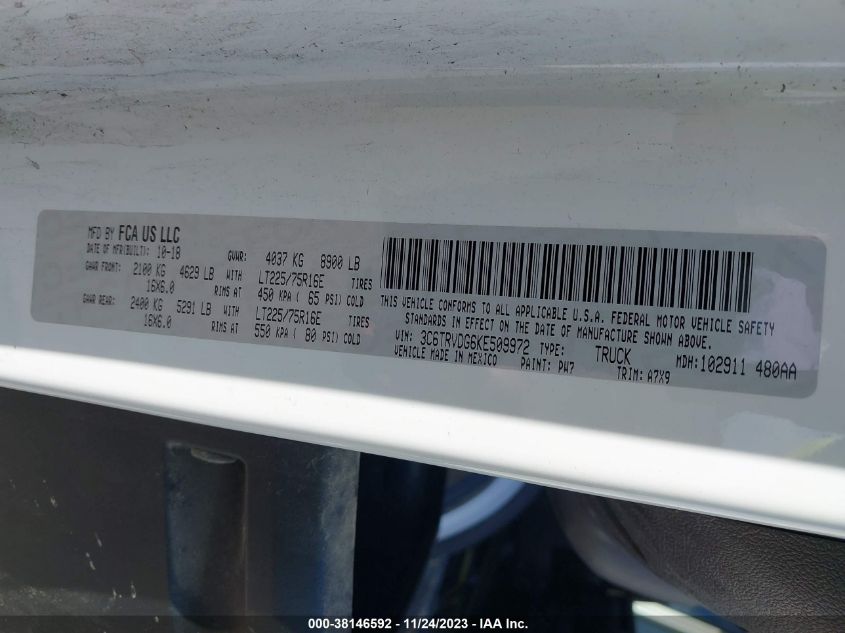 MFD BY FCA US LLC
DATE OF MFR(BUILT): 10-18 GVWR: 4037 KG 8900 LB
GAWR FRONT: 2100 KG 4629 LB WITH LT225/75R16E TIRES
16X6.0 RIMS AT 450 KPA ( 65 PSI) COLD
GAWR REAR: 2400 KG 5291 LB WITH LT225/75R16E TIRES
16X6.0 RIMS AT 550 KPA ( 80 PSI) COLD
THIS VEHICLE CONFORMS TO ALL APPLICABLE U.S.A. FEDERAL MOTOR VEHICLE SAFETY
STANDARDS IN EFFECT ON THE DATE OF MANUFACTURE SHOWN ABOVE.
VIN: 3C6TRVDG6KE509972 TYPE: TRUCK MDH:102911 480AA
VEHICLE MADE IN MEXICO PAINT: PW7 TRIM: A7X9
000-38146592 - 11/24/2023 - IAA Inc.